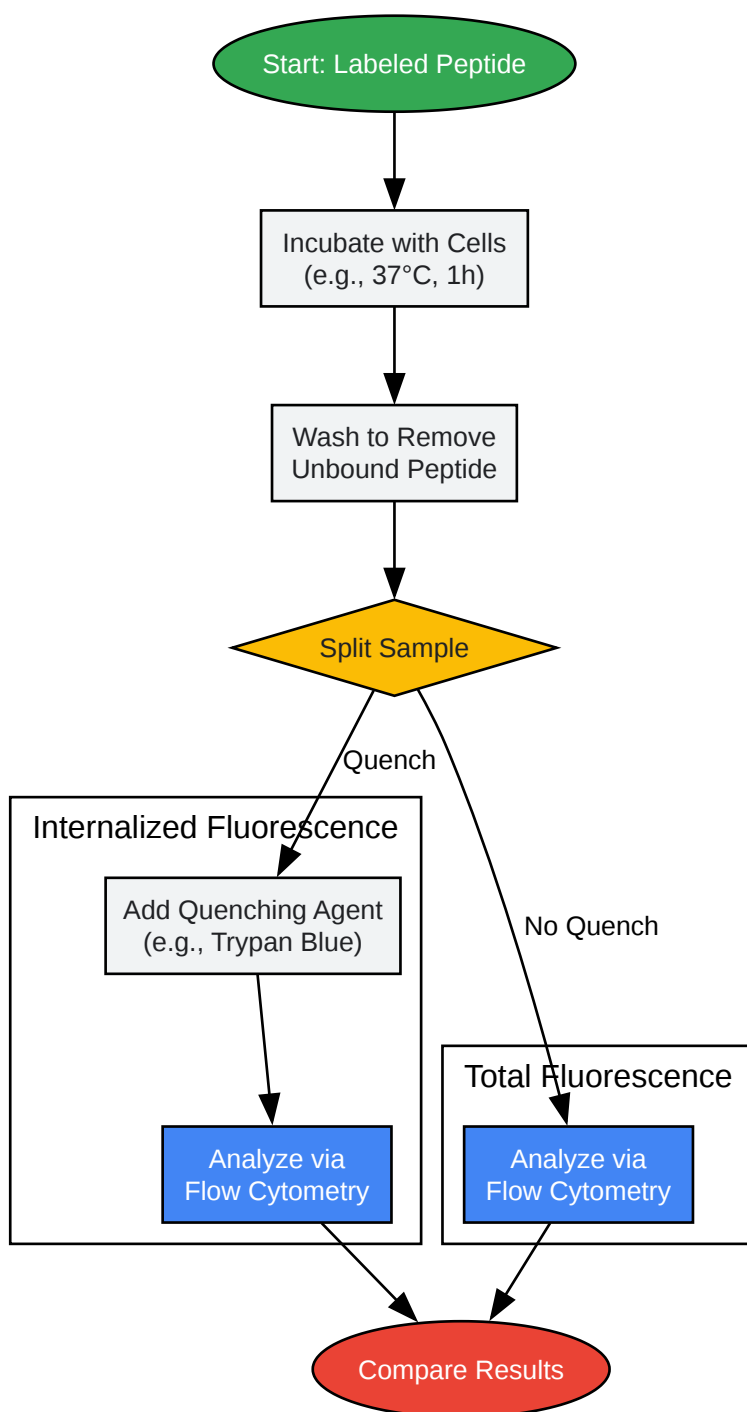 Start: Labeled Peptide
Incubate with Cells
(e.g., 37°C, 1h)
Wash to Remove
Unbound Peptide
Split Sample
Quench
Internalized Fluorescence
Add Quenching Agent
(e.g., Trypan Blue)
No Quench
Total Fluorescence
Analyze via
Flow Cytometry
Analyze via
Flow Cytometry
Compare Results